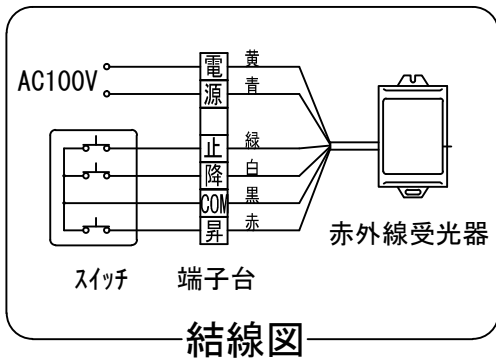 AC100V
電 黄
源 青
止 緑
降 白
COM 黒
昇 赤
スイッチ
端子台
赤外線受光器
結線図